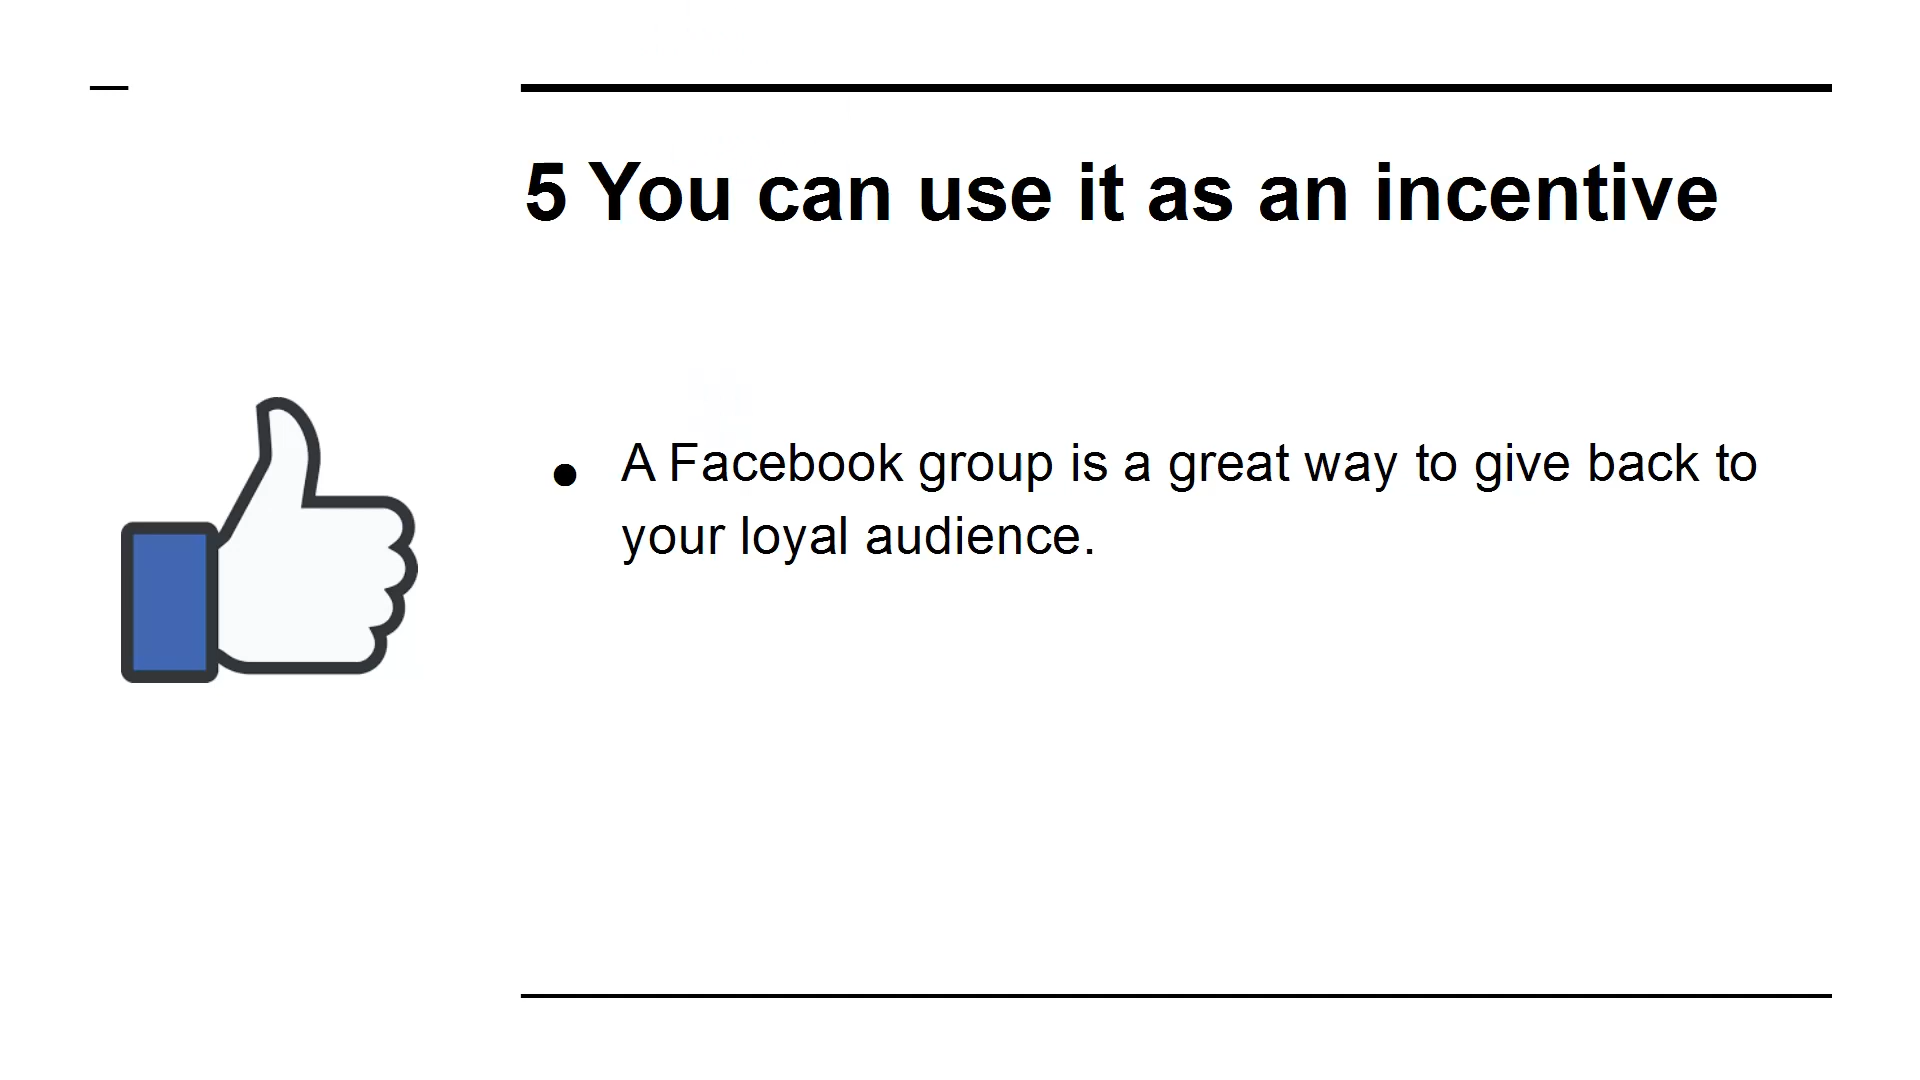 5 You can use it as an incentive
● A Facebook group is a great way to give back to
your loyal audience.